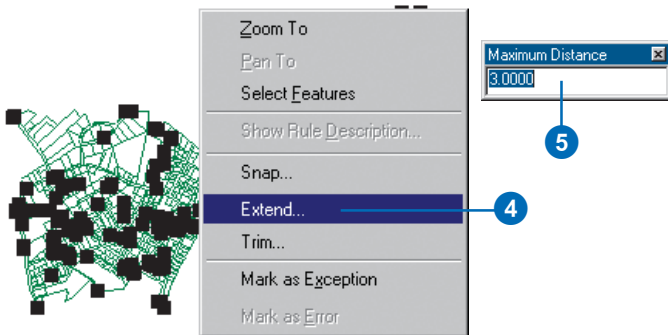 Zoom To
Pan To
Select Features
Show Rule Description...
Snap...
Extend...
Trim...
Mark as Exception
Mark as Error
Maximum Distance
3.0000
4
5